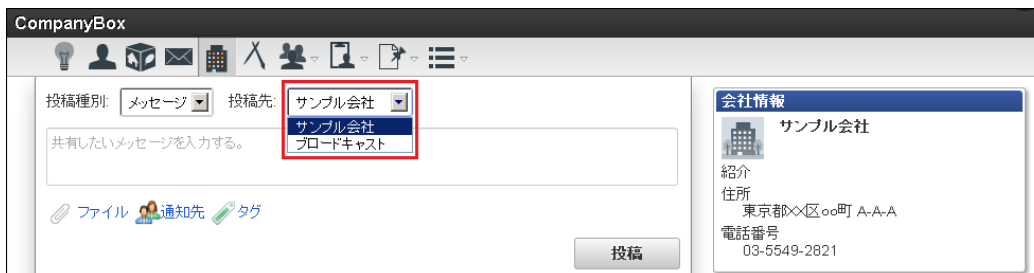 CompanyBox
投稿種別: メッセージ 投稿先: サンプル会社
サンプル会社
ブロードキャスト
共有したいメッセージを入力する。
ファイル 通知先 タグ
投稿
会社情報
サンプル会社
紹介
住所
東京都××区oo町 A-A-A
電話番号
03-5549-2821